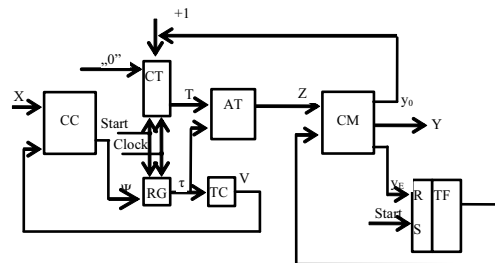 +1
„0”
CT
X
T
AT
Z
CM
y0
Y
CC
Start
Clock
Ψ
RG
τ
TC
V
yE
R
TF
Start
S